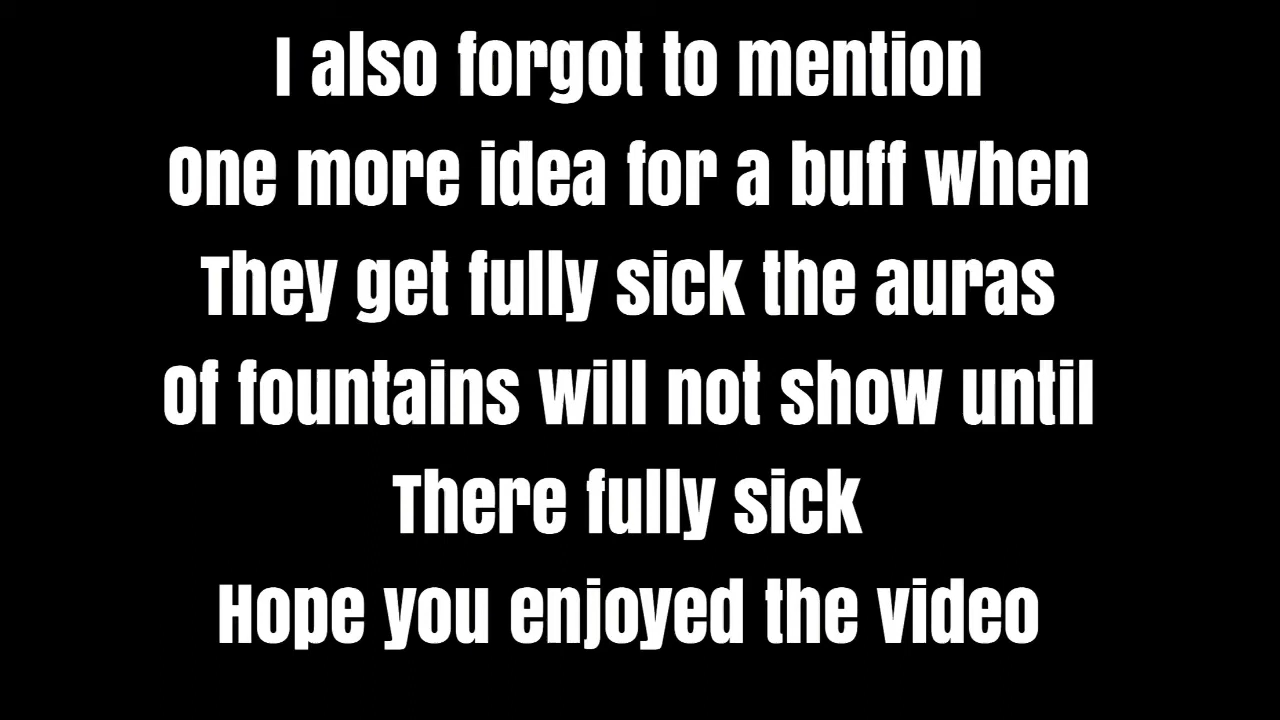 I also forgot to mention
One more idea for a buff when
They get fully sick the auras
Of fountains will not show until
There fully sick
Hope you enjoyed the video